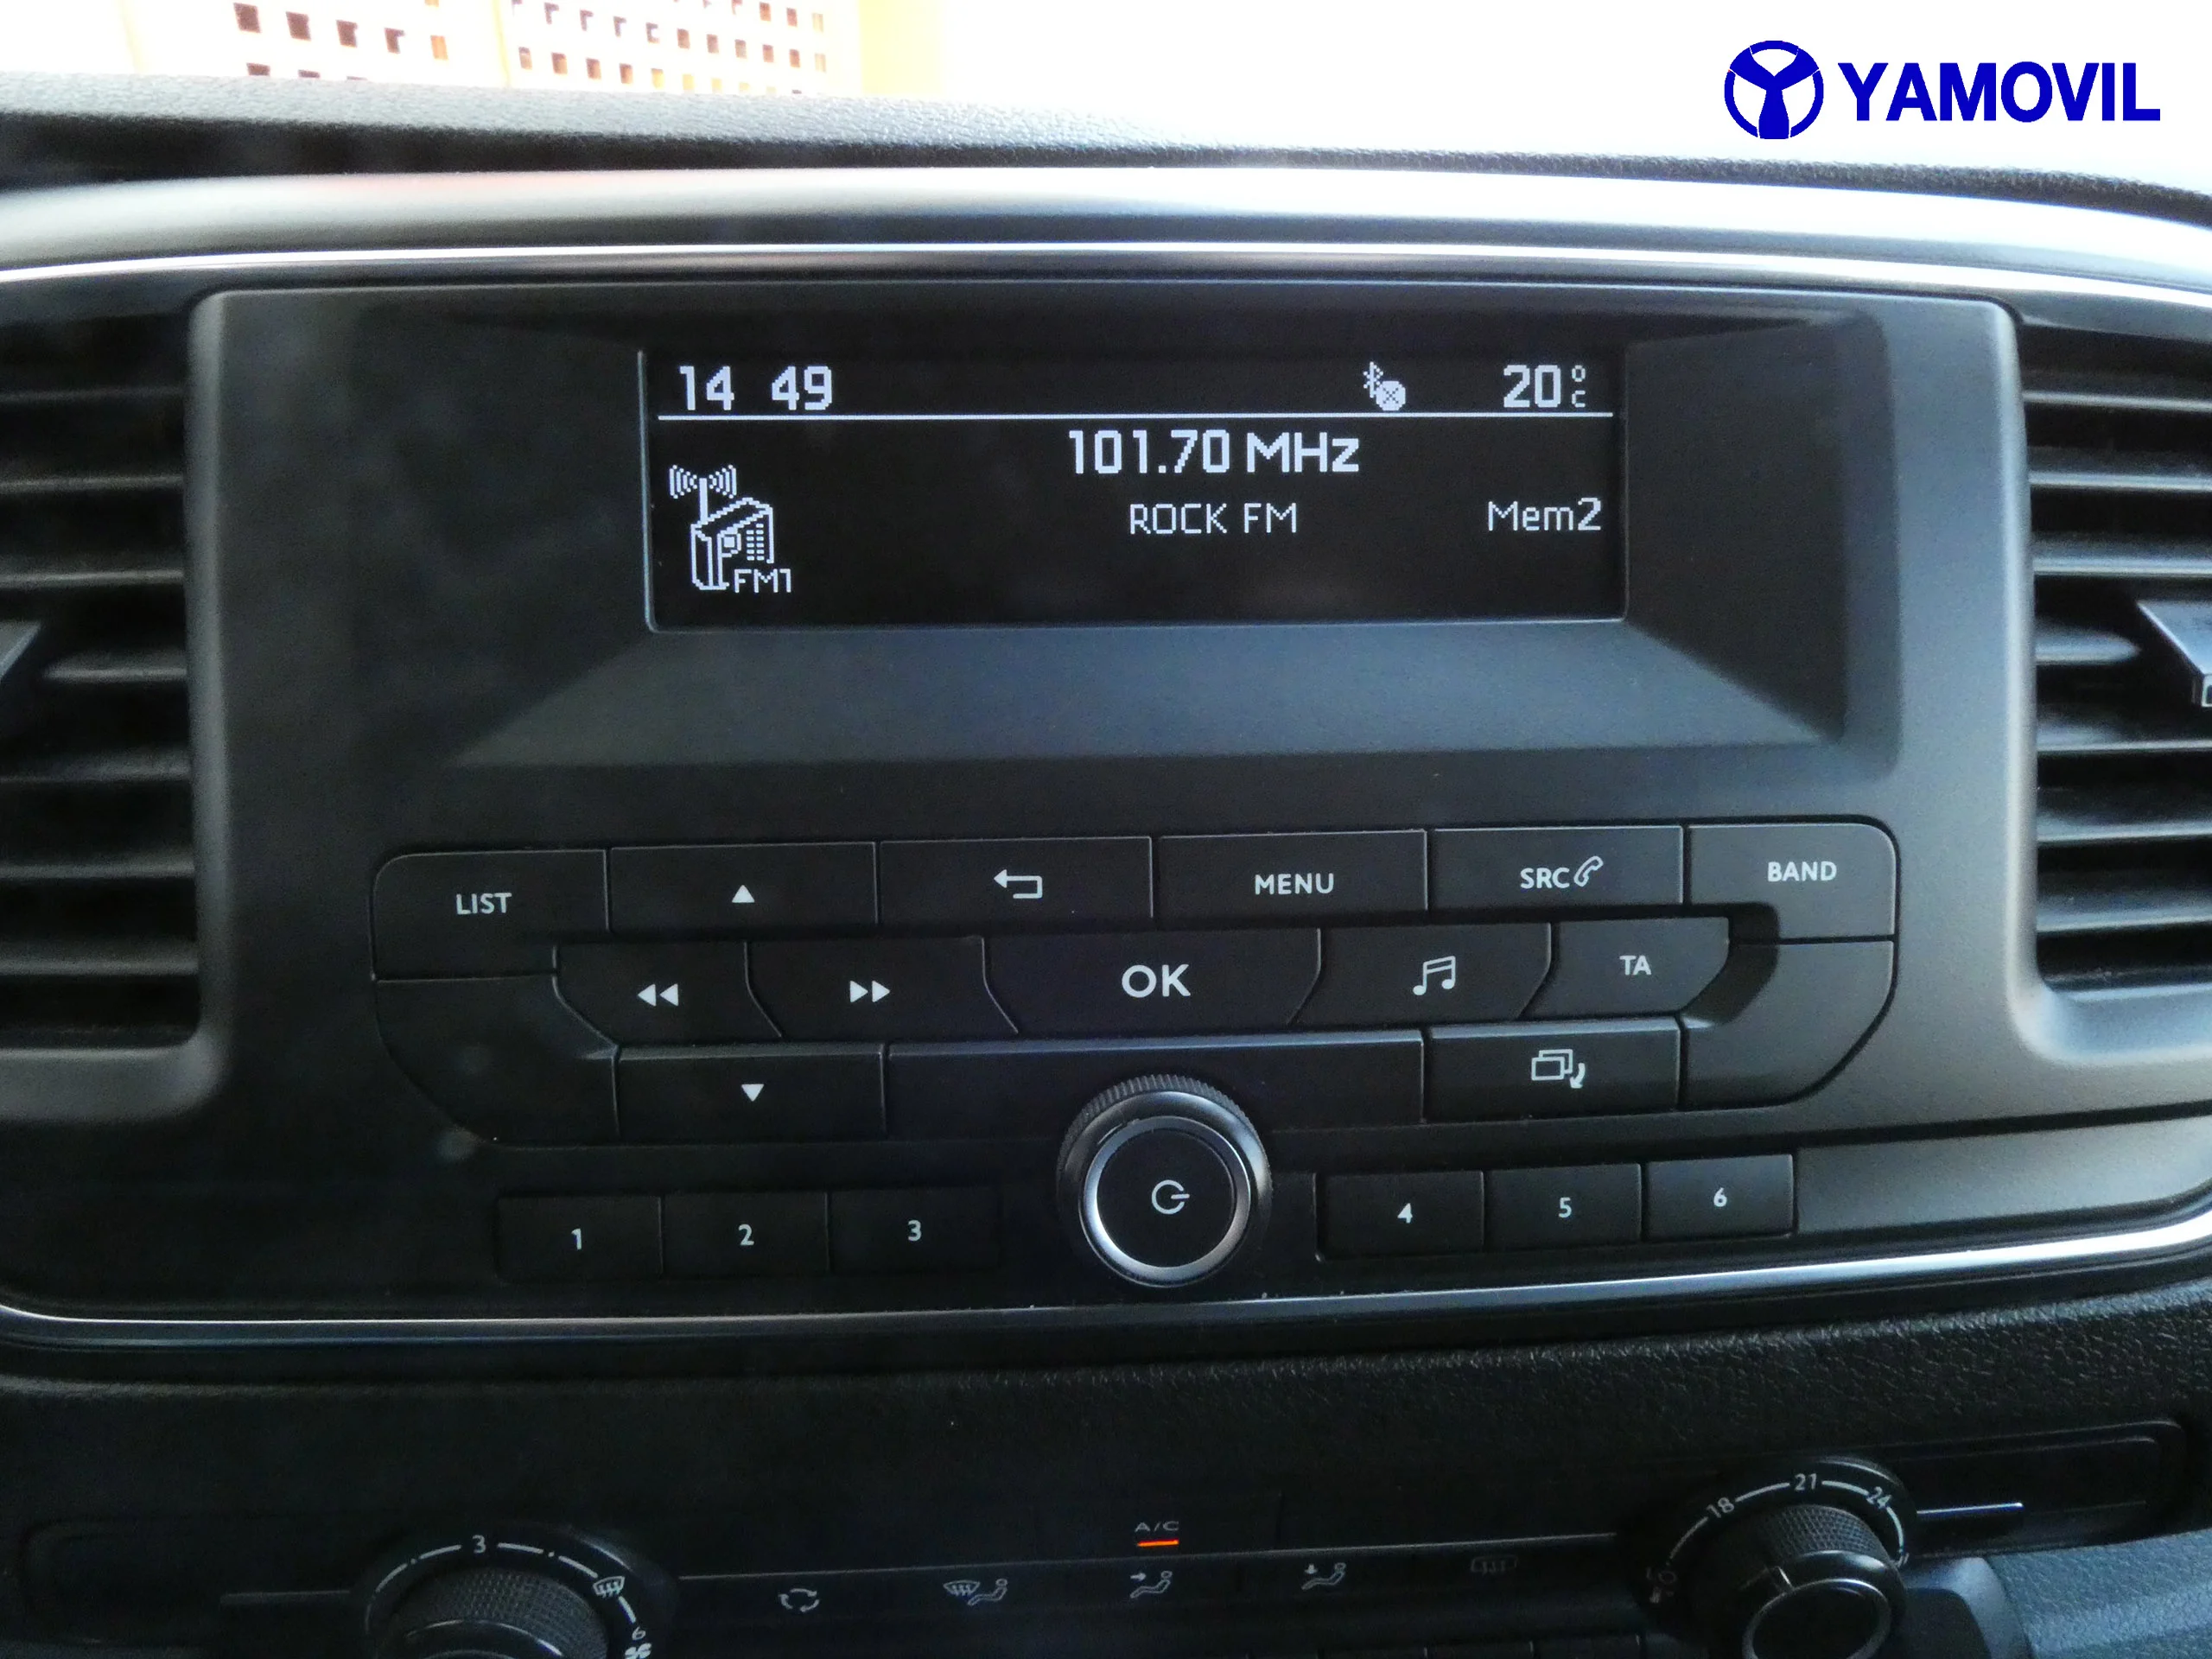 YAMOVIL
14 49 20°C
101.70 MHz
ROCK FM Mem2
FM1
LIST MENU SRC BAND
OK TA
1 2 3 4 5 6
18 21 24
A/C
3
6